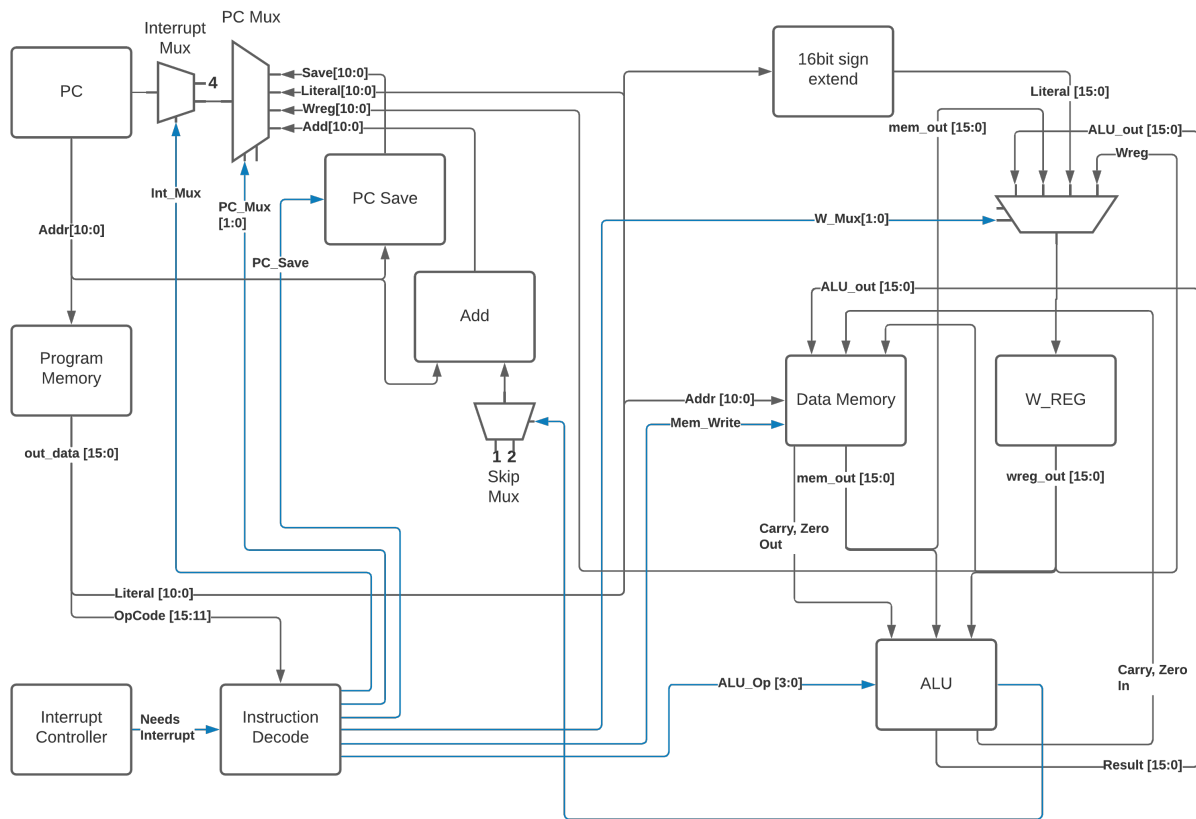 PC Mux
Interrupt
Mux
PC
4
Save[10:0]
Literal[10:0]
Wreg[10:0]
Add[10:0]
16bit sign
extend
Literal [15:0]
mem_out [15:0]
ALU_out [15:0]
Wreg
Int_Mux
PC_Mux
[1:0]
PC Save
W_Mux[1:0]
Addr[10:0]
PC_Save
ALU_out [15:0]
Add
Program
Memory
Addr [10:0]
Data Memory
W_REG
Mem_Write
out_data [15:0]
1 2
Skip
Mux
mem_out [15:0]
wreg_out [15:0]
Carry, Zero
Out
Literal [10:0]
OpCode [15:11]
Carry, Zero
In
ALU_Op [3:0]
ALU
Interrupt
Controller
Needs
Interrupt
Instruction
Decode
Result [15:0]